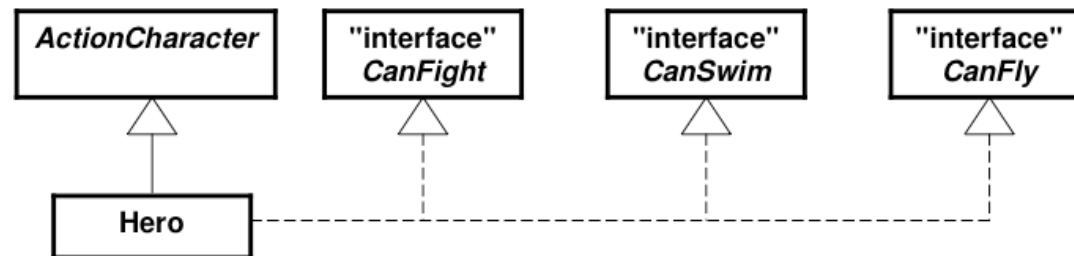 ActionCharacter
"interface"
CanFight
"interface"
CanSwim
"interface"
CanFly
Hero